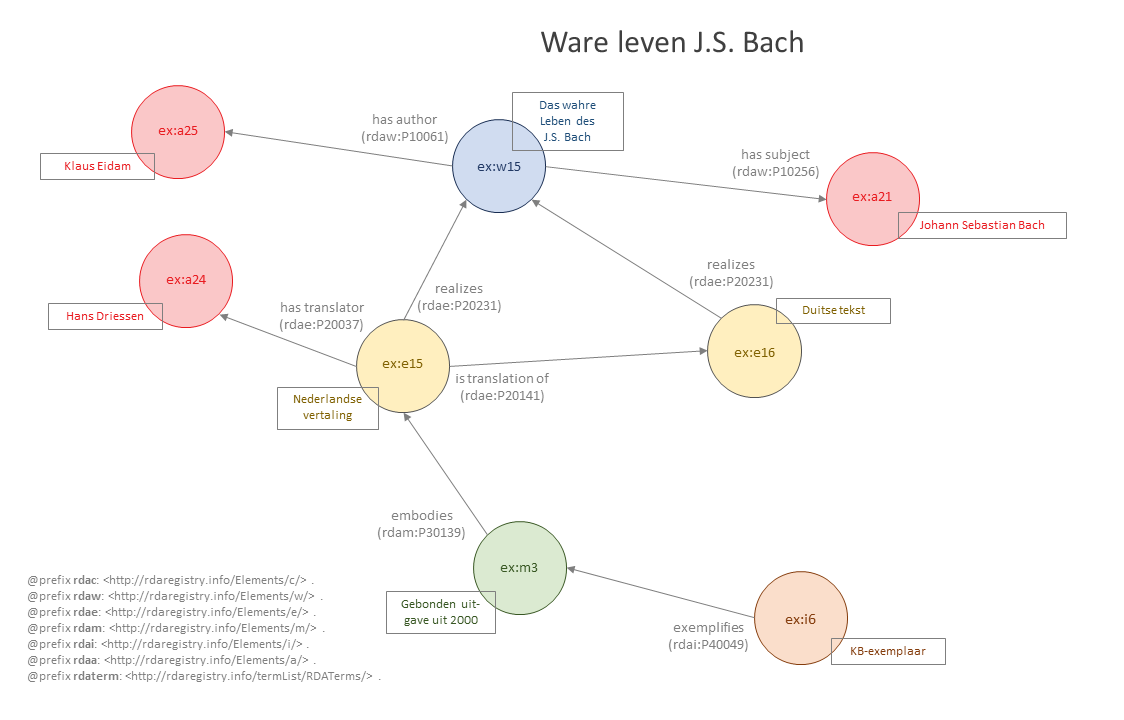 Ware leven J.S. Bach
ex:a25
Klaus Eidam
has author
(rdaw:P10061)
Das wahre
Leben des
J.S. Bach
ex:w15
has subject
(rdaw:P10256)
ex:a21
Johann Sebastian Bach
ex:a24
Hans Driessen
has translator
(rdae:P20037)
realizes
(rdae:P20231)
realizes
(rdae:P20231)
Duitse tekst
ex:e16
ex:e15
is translation of
(rdae:P20141)
Nederlandse
vertaling
embodies
(rdam:P30139)
ex:m3
Gebonden uit-
gave uit 2000
exemplifies
(rdai:P40049)
ex:i6
KB-exemplaar
@prefix rdac: <http://rdaregistry.info/Elements/c/> .
@prefix rdaw: <http://rdaregistry.info/Elements/w/> .
@prefix rdae: <http://rdaregistry.info/Elements/e/> .
@prefix rdam: <http://rdaregistry.info/Elements/m/> .
@prefix rdai: <http://rdaregistry.info/Elements/i/> .
@prefix rdaa: <http://rdaregistry.info/Elements/a/> .
@prefix rdaterm: <http://rdaregistry.info/termList/RDATerms/> .